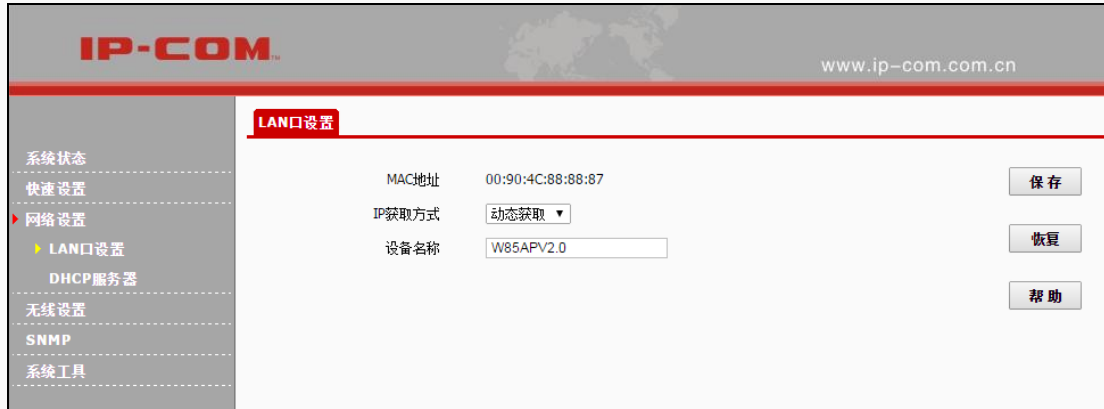 IP-COM
TM
www.ip-com.com.cn
LAN口设置
系统状态
快速设置
网络设置
LAN口设置
DHCP服务器
无线设置
SNMP
系统工具
MAC地址 00:90:4C:88:88:87
IP获取方式 动态获取
设备名称 W85APV2.0
保存
恢复
帮助